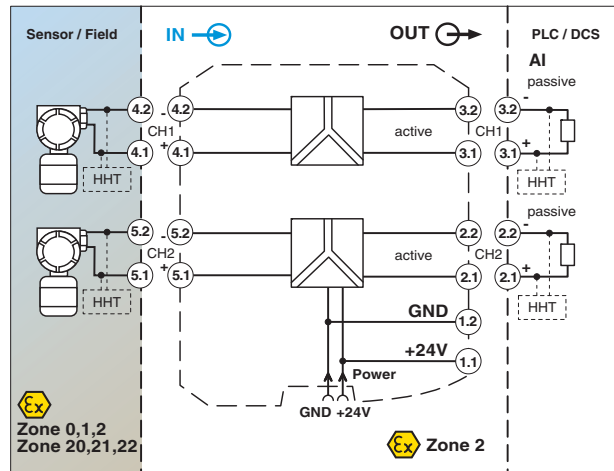 Sensor / Field
IN
OUT
PLC / DCS
AI
passive
4.2
-
4.2
3.2
3.2
-
CH1
active
CH1
4.1
+
4.1
3.1
3.1
+
HHT
HHT
passive
5.2
-
5.2
2.2
2.2
-
CH2
active
CH2
5.1
+
5.1
2.1
2.1
+
HHT
HHT
GND
1.2
+24V
1.1
Power
GND +24V
Ex
Zone 0,1,2
Zone 20,21,22
Ex
Zone 2